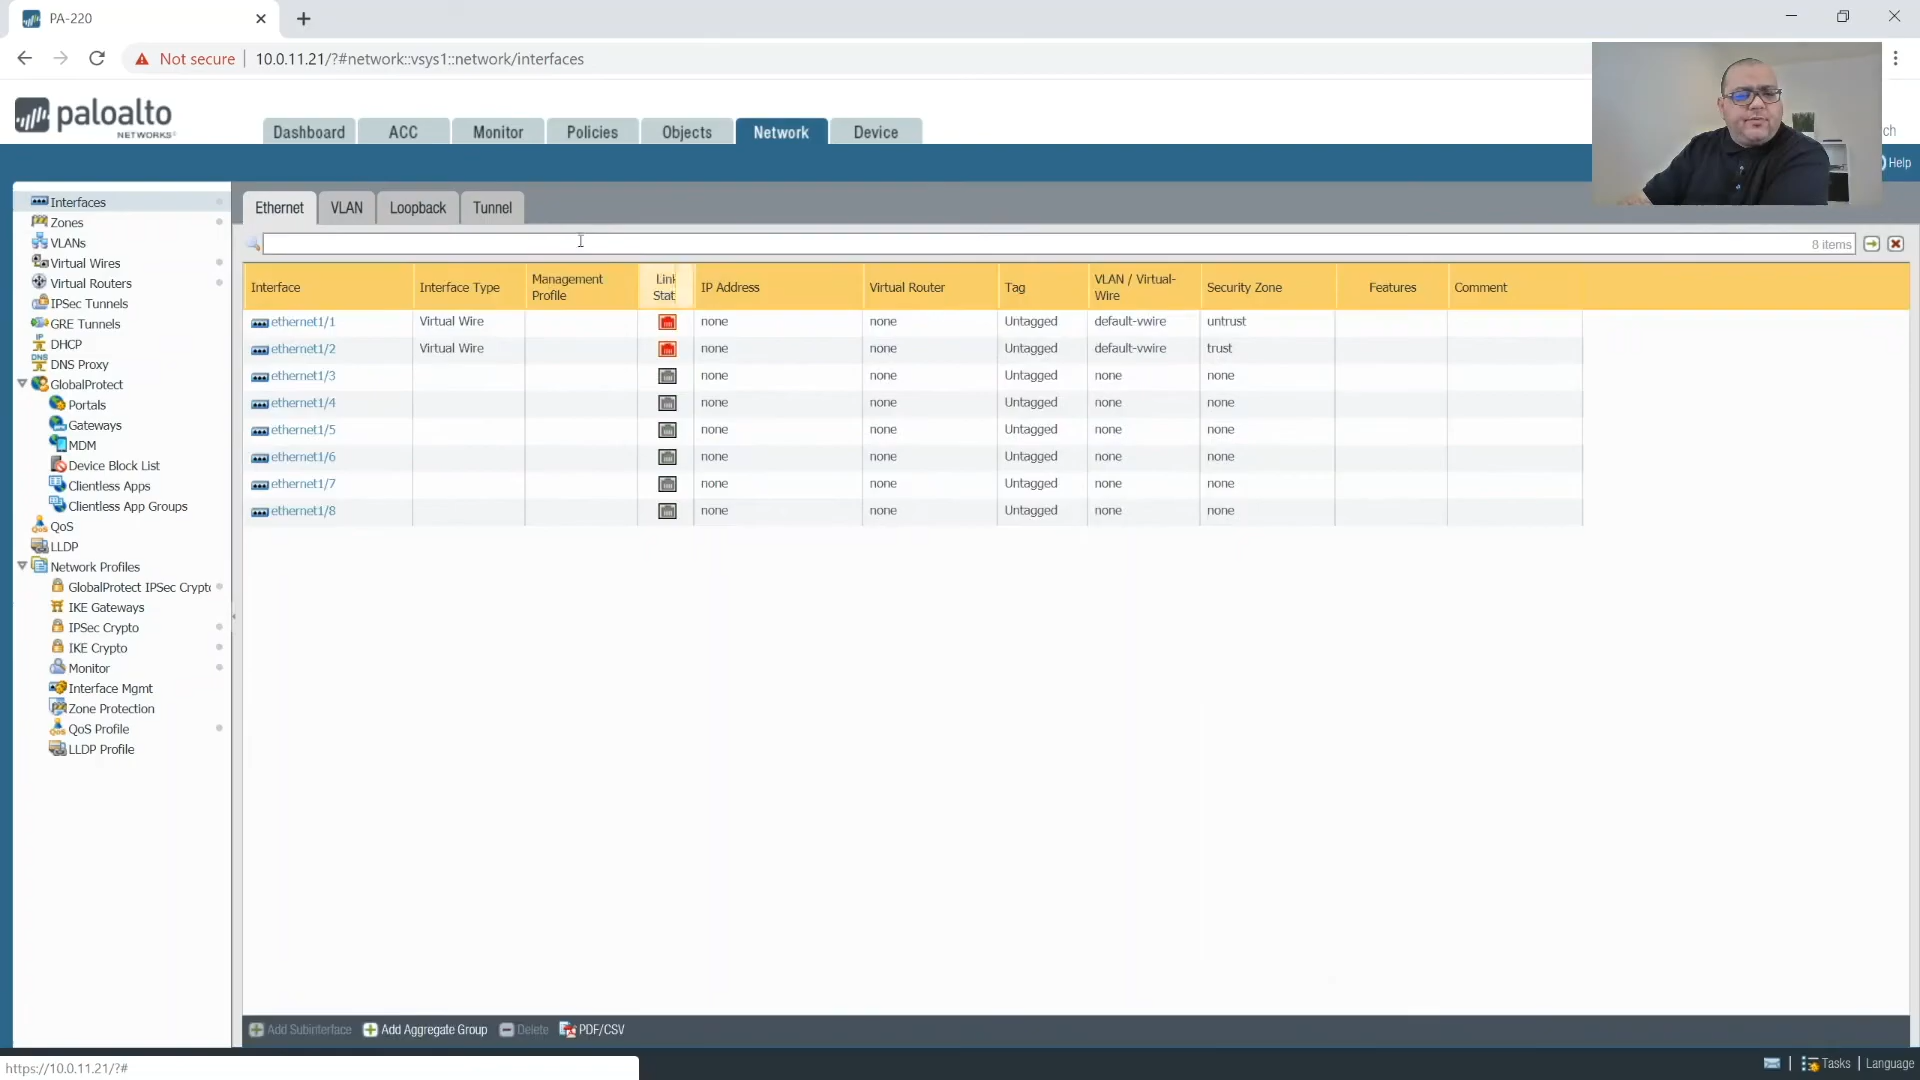 PA-220
Not secure
10.0.11.21/?#network::vsys1::network/interfaces
paloalto
NETWORKS
Dashboard
ACC
Monitor
Policies
Objects
Network
Device
ch
Help
Interfaces
Zones
VLANs
Virtual Wires
Virtual Routers
IPSec Tunnels
GRE Tunnels
DHCP
DNS Proxy
GlobalProtect
Portals
Gateways
MDM
Device Block List
Clientless Apps
Clientless App Groups
QoS
LLDP
Network Profiles
GlobalProtect IPSec Crypto
IKE Gateways
IPSec Crypto
IKE Crypto
Monitor
Interface Mgmt
Zone Protection
QoS Profile
LLDP Profile
Ethernet VLAN Loopback Tunnel
8 items
Interface Interface Type Management Profile Link Stat IP Address Virtual Router Tag VLAN / Virtual-Wire Security Zone Features Comment
ethernet1/1 Virtual Wire none none Untagged default-vwire untrust
ethernet1/2 Virtual Wire none none Untagged default-vwire trust
ethernet1/3 none none Untagged none none
ethernet1/4 none none Untagged none none
ethernet1/5 none none Untagged none none
ethernet1/6 none none Untagged none none
ethernet1/7 none none Untagged none none
ethernet1/8 none none Untagged none none
Add Subinterface Add Aggregate Group Delete PDF/CSV
https://10.0.11.21/?#
Tasks | Language